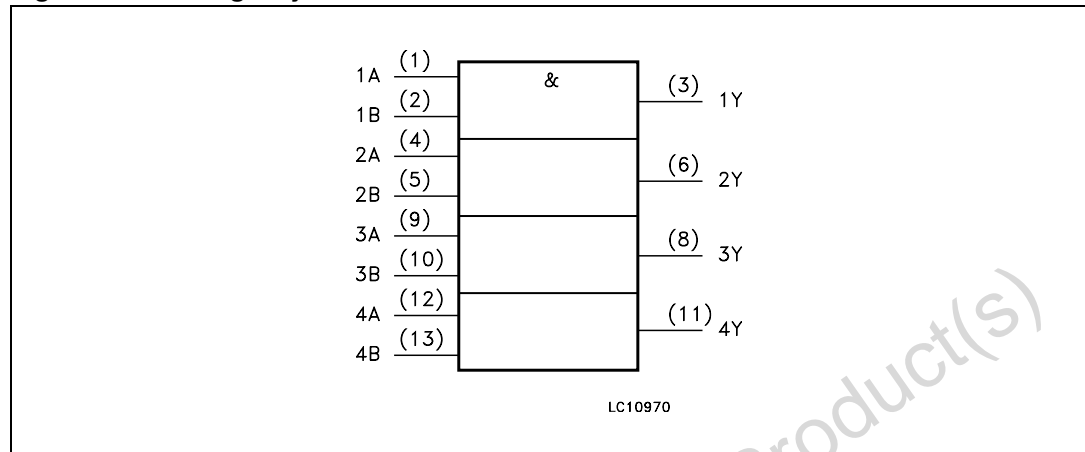 &
1A (1)
1B (2)
2A (4)
2B (5)
3A (9)
3B (10)
4A (12)
4B (13)
(3) 1Y
(6) 2Y
(8) 3Y
(11) 4Y
LC10970